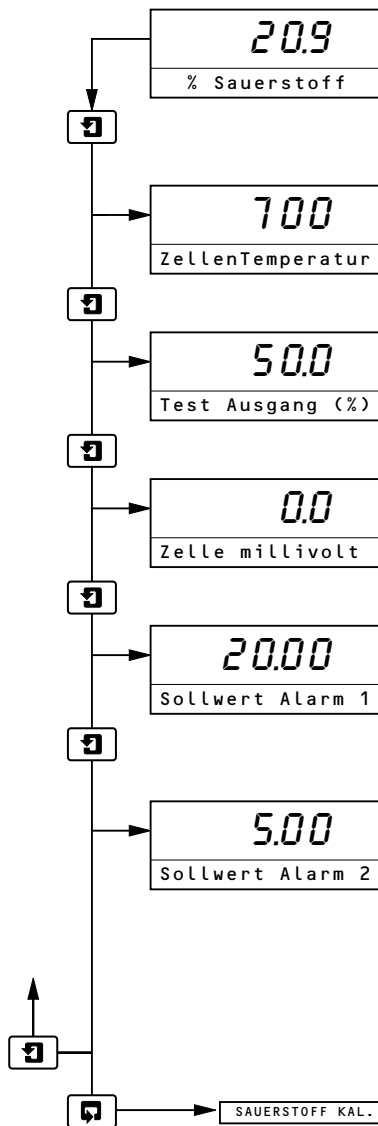 20.9
% Sauerstoff
700
ZellenTemperatur
50.0
Test Ausgang (%)
0.0
Zelle millivolt
20.00
Sollwert Alarm 1
5.00
Sollwert Alarm 2
SAUERSTOFF KAL.